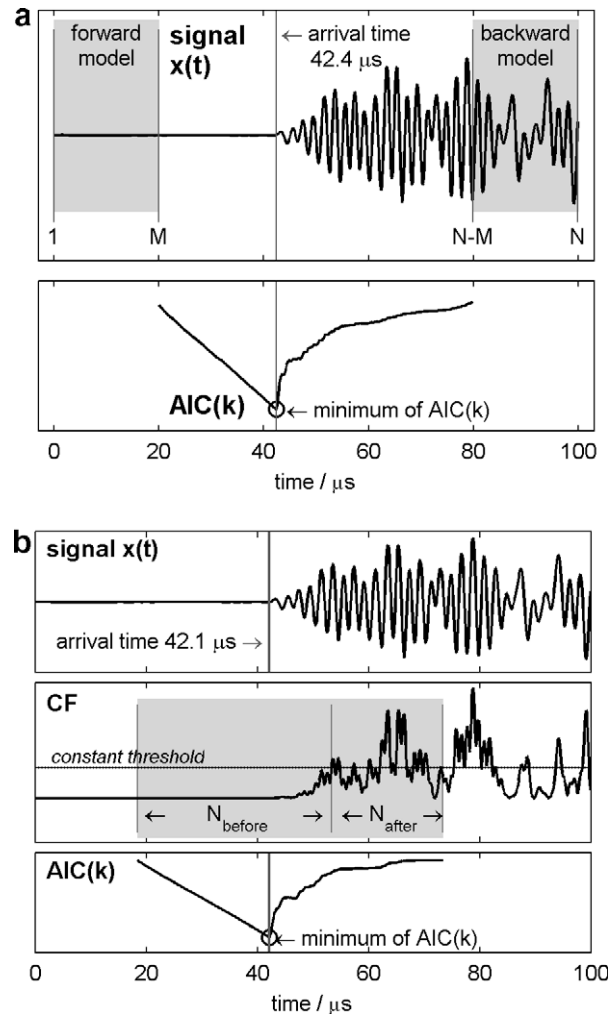 a
forward model
signal x(t)
← arrival time 42.4 μs
backward model
1
M
N-M
N
AIC(k)
← minimum of AIC(k)
0 20 40 60 80 100
time / μs
b
signal x(t)
arrival time 42.1 μs →
CF
constant threshold
← N_before →
← N_after →
AIC(k)
← minimum of AIC(k)
0 20 40 60 80 100
time / μs